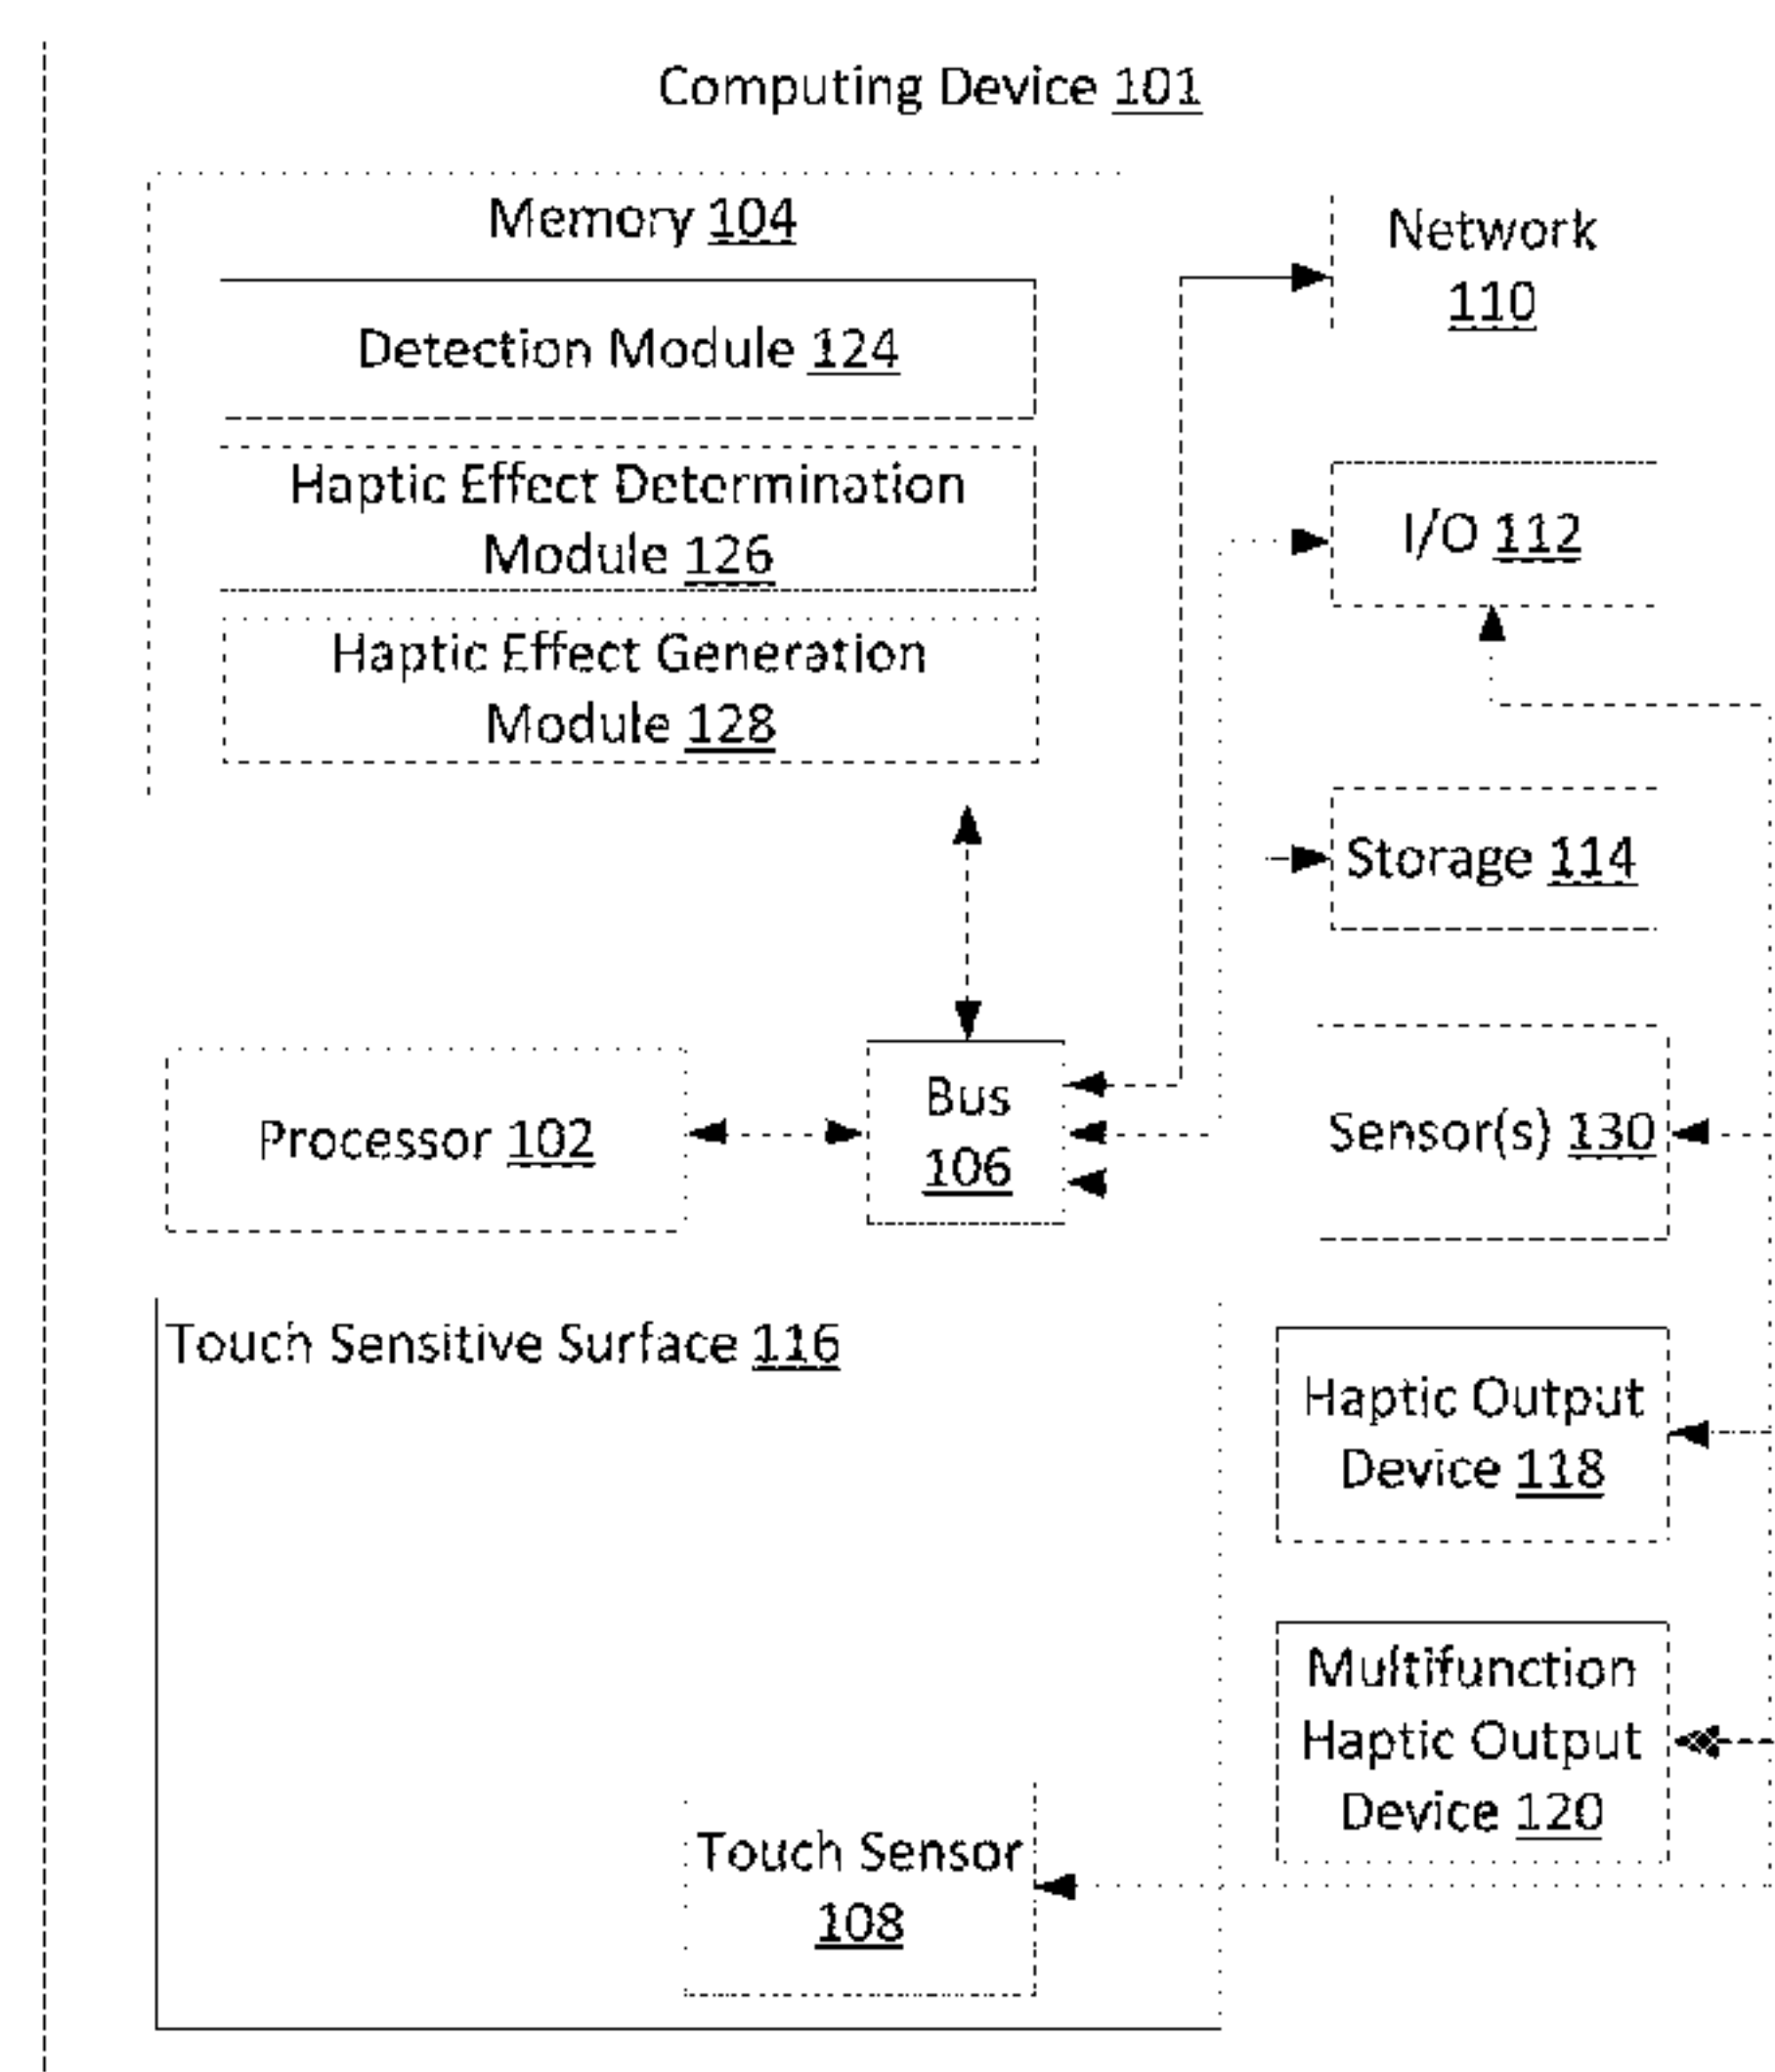 Computing Device 101
Memory 104
Detection Module 124
Haptic Effect Determination
Module 126
Haptic Effect Generation
Module 128
Network
110
I/O 112
Storage 114
Processor 102
Bus
106
Sensor(s) 130
Touch Sensitive Surface 116
Touch Sensor
108
Haptic Output
Device 118
Multifunction
Haptic Output
Device 120